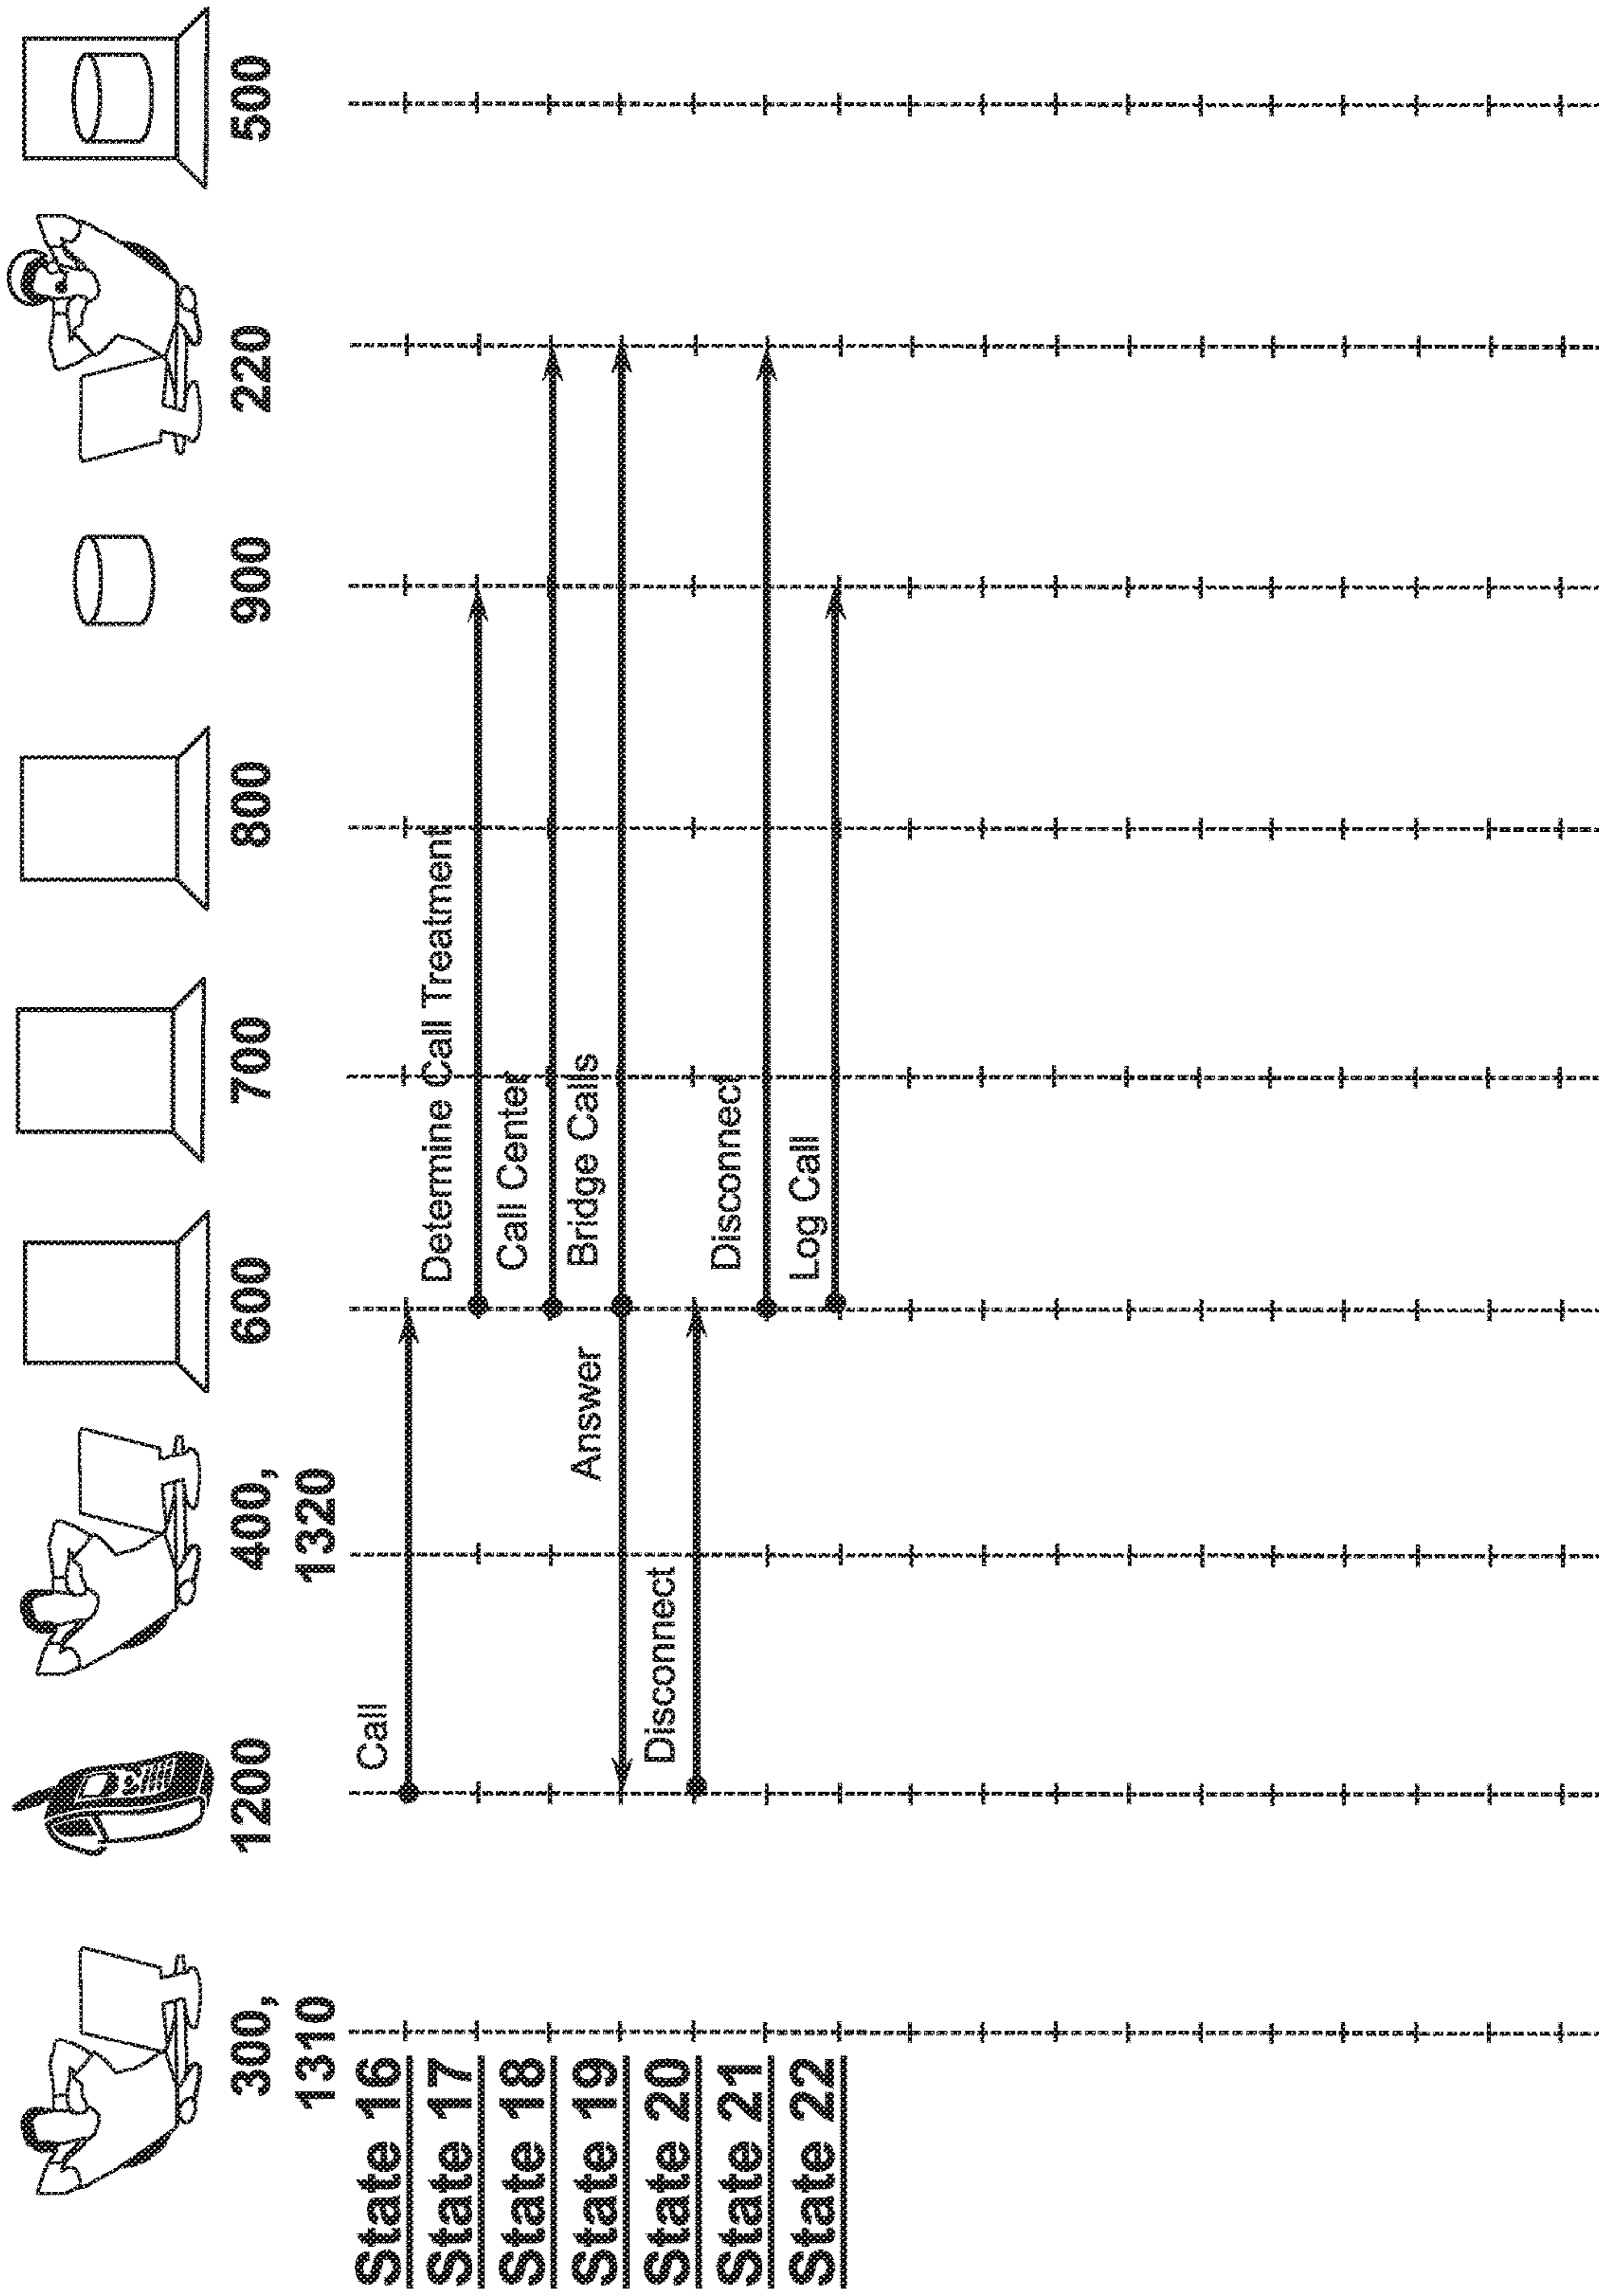 300,
1310
1200
400,
1320
600
700
800
900
220
500
State 16
Call
State 17
Determine Call Treatment
State 18
Call Center
State 19
Answer
Bridge Calls
State 20
Disconnect
State 21
Disconnect
State 22
Log Call